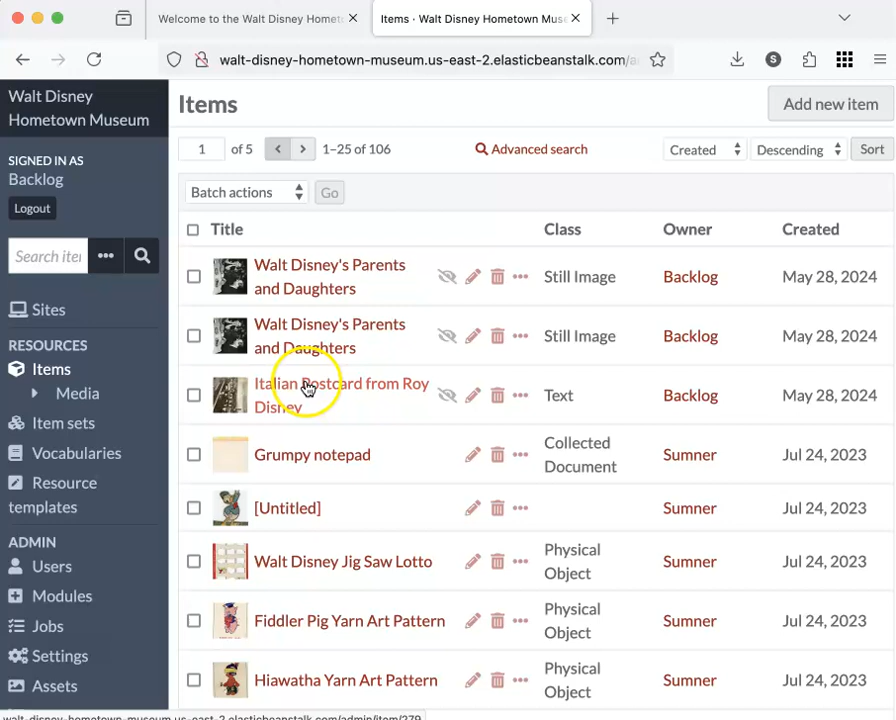 Welcome to the Walt Disney Homet
Items · Walt Disney Hometown Muse
walt-disney-hometown-museum.us-east-2.elasticbeanstalk.com/a
S
Walt Disney
Hometown Museum
SIGNED IN AS
Backlog
Logout
Search iter
Sites
RESOURCES
Items
Media
Item sets
Vocabularies
Resource
templates
ADMIN
Users
Modules
Jobs
Settings
Assets
Items
Add new item
1 of 5 1–25 of 106 Advanced search Created Descending Sort
Batch actions Go
Title Class Owner Created
Walt Disney's Parents
and Daughters
Still Image Backlog May 28, 2024
Walt Disney's Parents
and Daughters
Still Image Backlog May 28, 2024
Italian Postcard from Roy
Disney
Text Backlog May 28, 2024
Grumpy notepad
Collected
Document
Sumner Jul 24, 2023
[Untitled] Sumner Jul 24, 2023
Walt Disney Jig Saw Lotto
Physical
Object
Sumner Jul 24, 2023
Fiddler Pig Yarn Art Pattern
Physical
Object
Sumner Jul 24, 2023
Hiawatha Yarn Art Pattern
Physical
Object
Sumner Jul 24, 2023
walt-disney-hometown-museum.us-east-2.elasticbeanstalk.com/admin/item/279